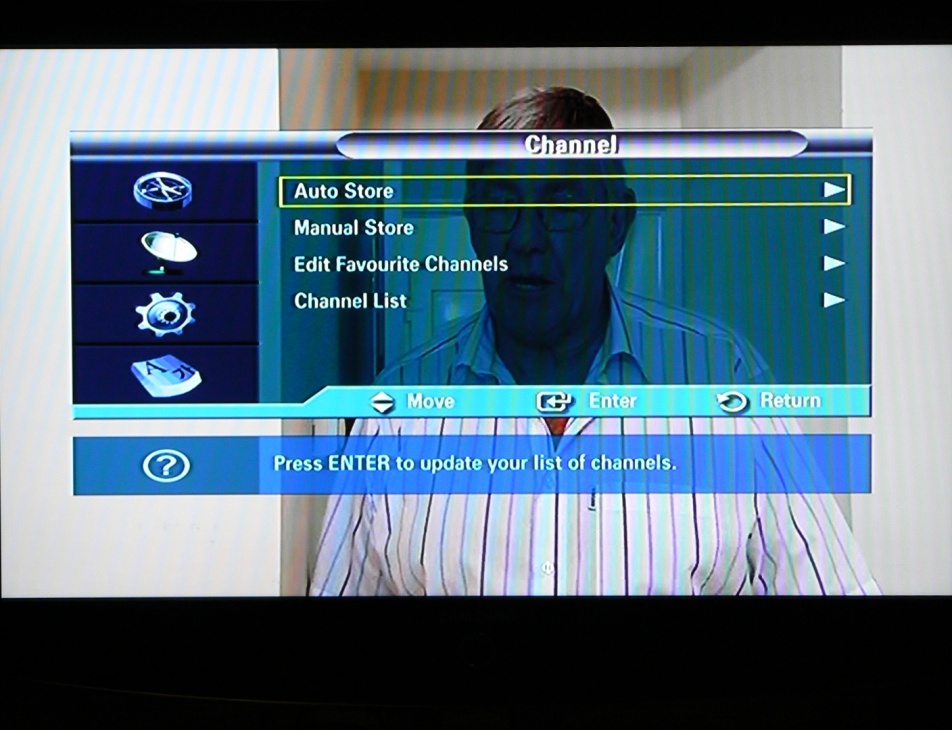 Channel
Auto Store
Manual Store
Edit Favourite Channels
Channel List
Move Enter Return
Press ENTER to update your list of channels.